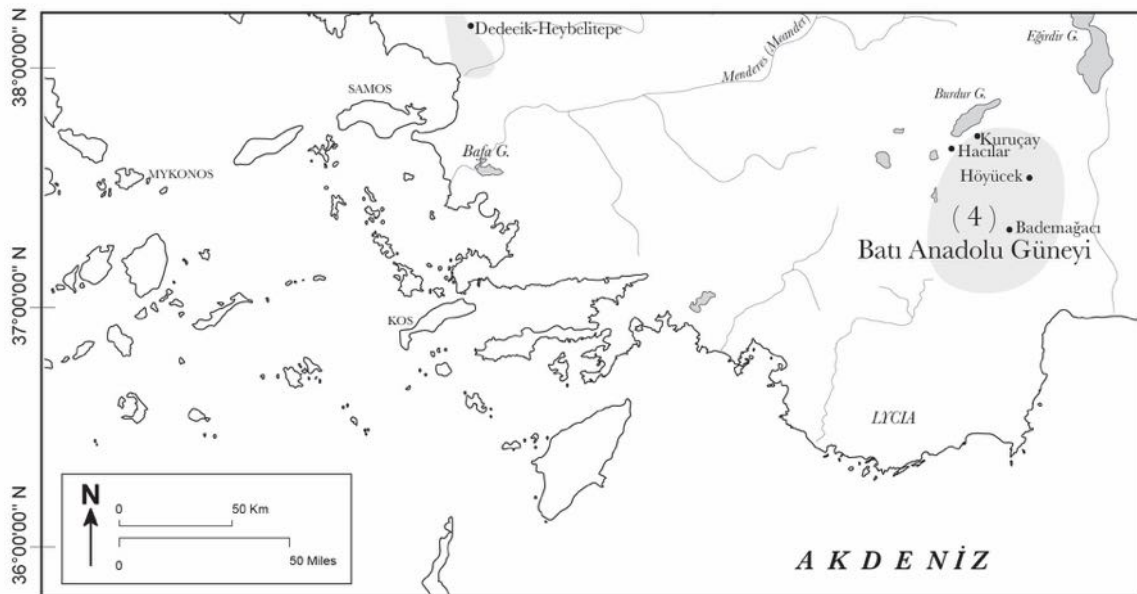 38°00'00" N
37°00'00" N
36°00'00" N
Dedecik-Heybelitepe
Menderes (Meander)
Eğirdir G.
SAMOS
Burdur G.
Bafa G.
Kuruçay
Hacılar
MYKONOS
Höyücek
(4)
Bademağacı
Batı Anadolu Güneyi
KOS
LYCIA
N
0
50 Km
0
50 Miles
AKDENİZ